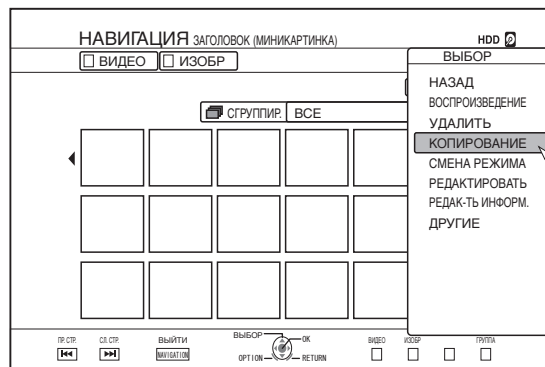 НАВИГАЦИЯ ЗАГОЛОВОК (МИНИКАРТИНКА)
HDD
ВИДЕО
ИЗОБР
СГРУППИР.
ВСЕ
ВЫБОР
НАЗАД
ВОСПРОИЗВЕДЕНИЕ
УДАЛИТЬ
КОПИРОВАНИЕ
СМЕНА РЕЖИМА
РЕДАКТИРОВАТЬ
РЕДАК-ТЬ ИНФОРМ.
ДРУГИЕ
ПР. СТР.
СЛ. СТР.
ВЫЙТИ
NAVIGATION
ВЫБОР
OK
OPTION
RETURN
ВИДЕО
ИЗОБР
ГРУППА